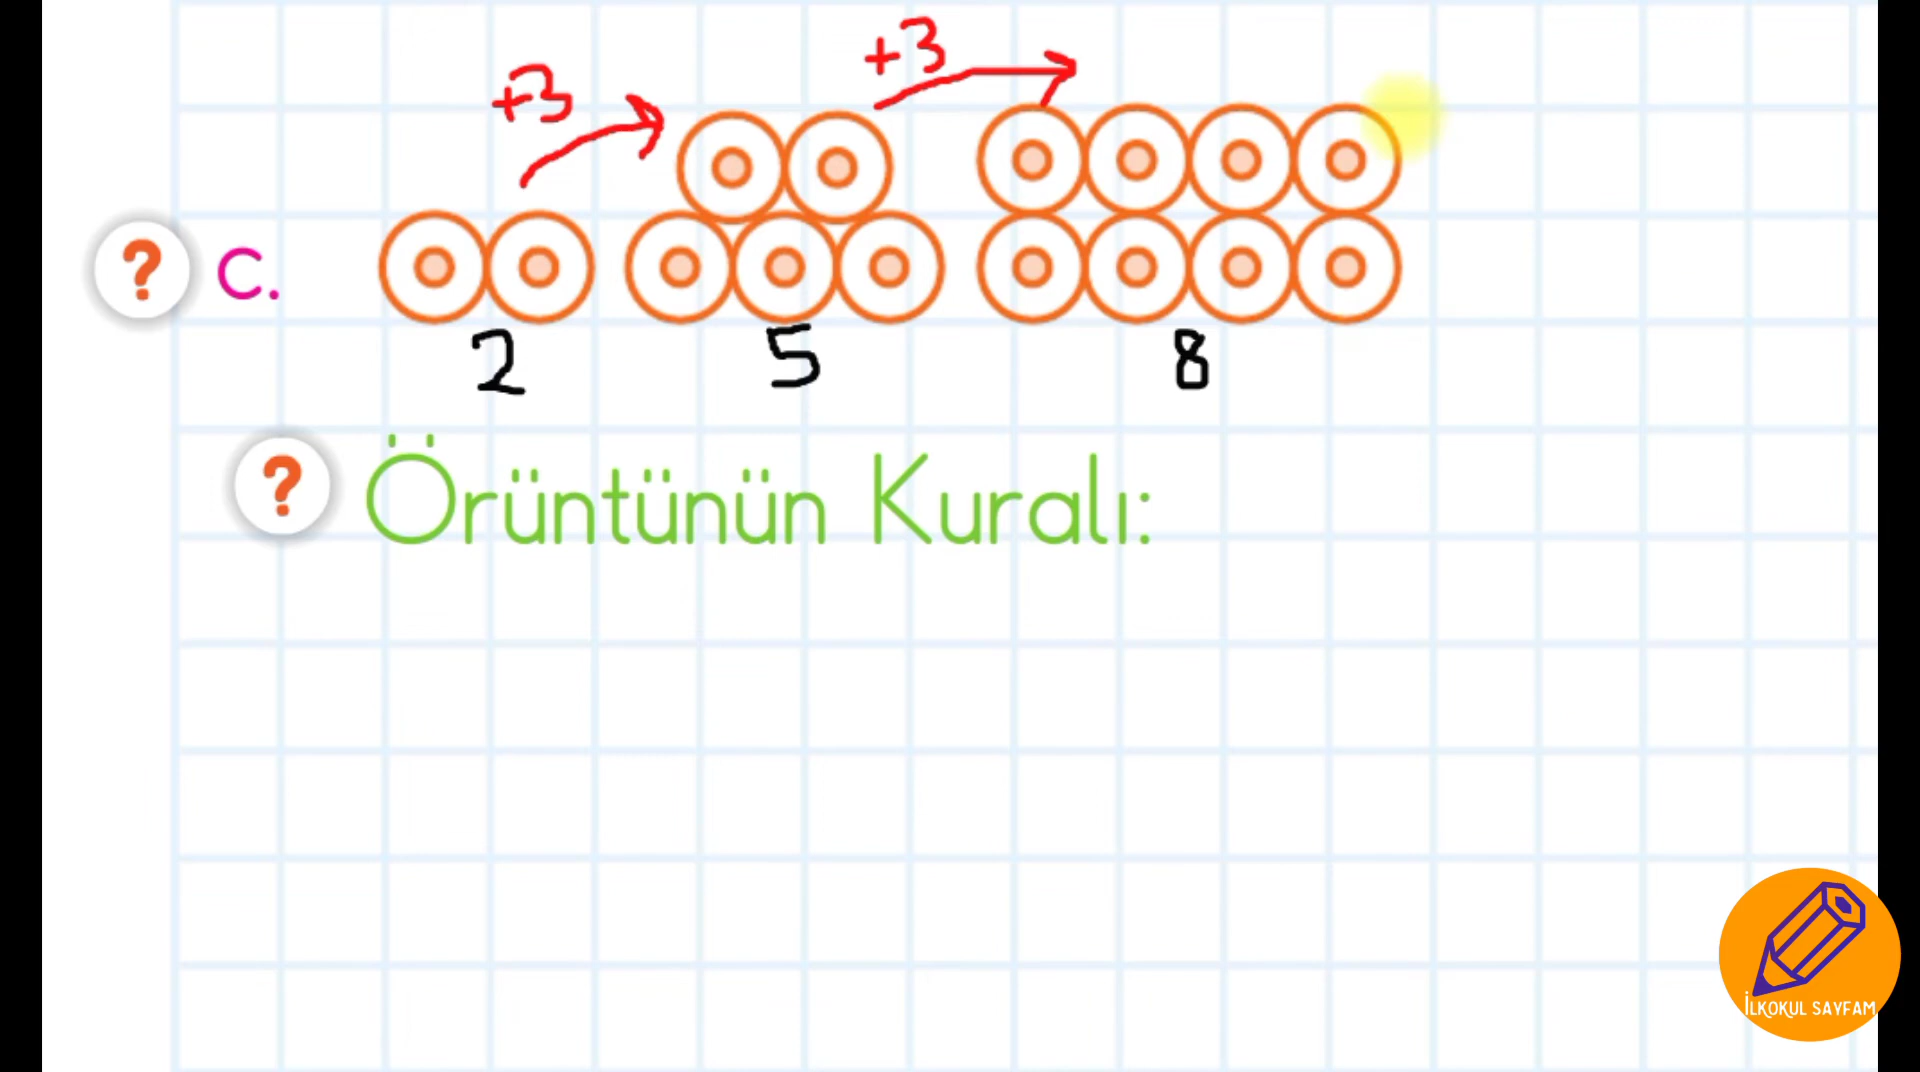 +3
+3
?
C.
2
5
8
?
Örüntünün Kuralı:
İLKOKUL SAYFAM